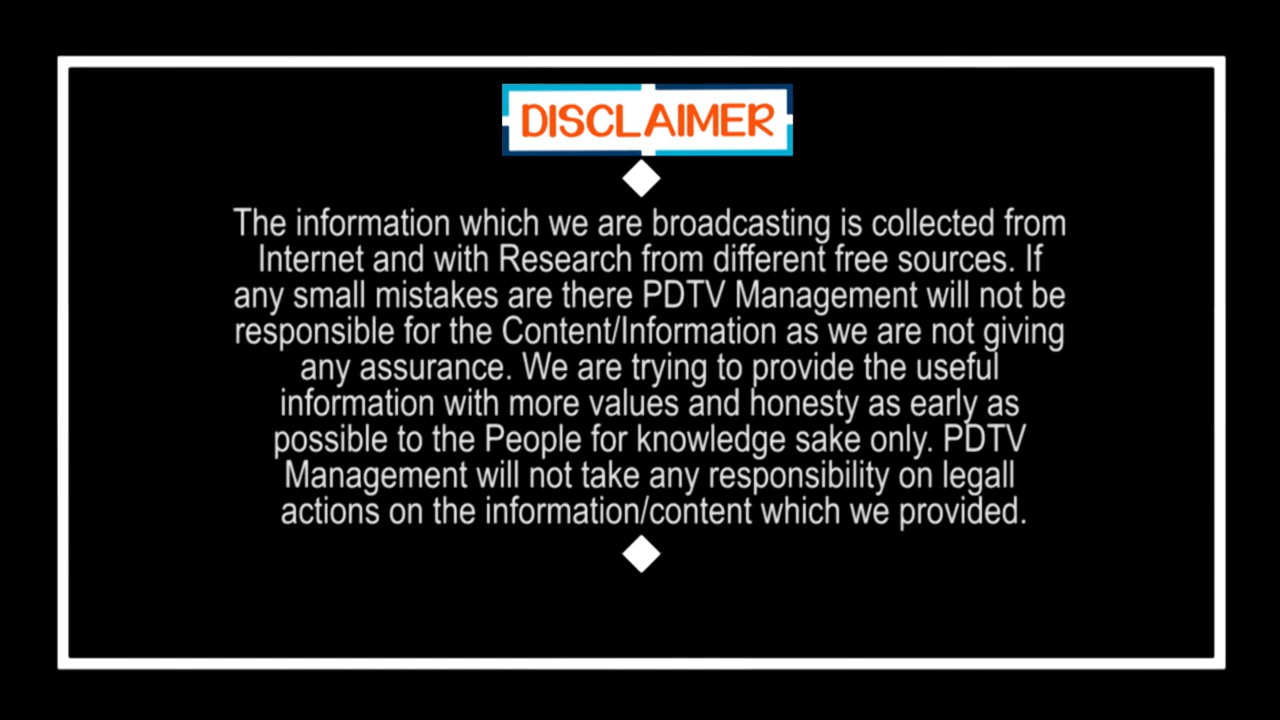 DISCLAIMER
The information which we are broadcasting is collected from
Internet and with Research from different free sources. If
any small mistakes are there PDTV Management will not be
responsible for the Content/Information as we are not giving
any assurance. We are trying to provide the useful
information with more values and honesty as early as
possible to the People for knowledge sake only. PDTV
Management will not take any responsibility on legall
actions on the information/content which we provided.